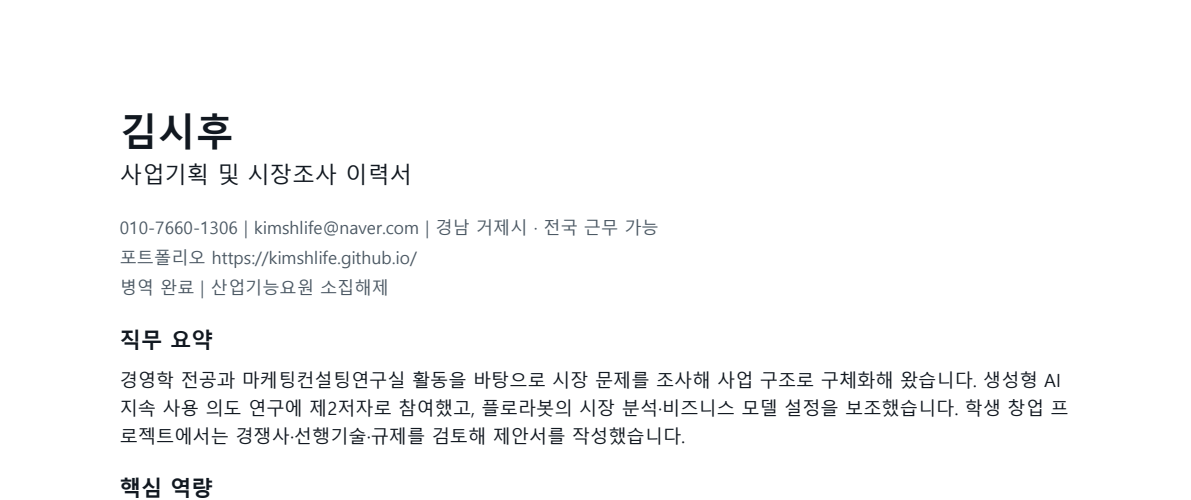 김시후
사업기획 및 시장조사 이력서
010-7660-1306 | kimshlife@naver.com | 경남 거제시 · 전국 근무 가능
포트폴리오 https://kimshlife.github.io/
병역 완료 | 산업기능요원 소집해제
직무 요약
경영학 전공과 마케팅컨설팅연구실 활동을 바탕으로 시장 문제를 조사해 사업 구조로 구체화해 왔습니다. 생성형 AI
지속 사용 의도 연구에 제2저자로 참여했고, 플로라봇의 시장 분석·비즈니스 모델 설정을 보조했습니다. 학생 창업 프
로젝트에서는 경쟁사·선행기술·규제를 검토해 제안서를 작성했습니다.
핵심 역량